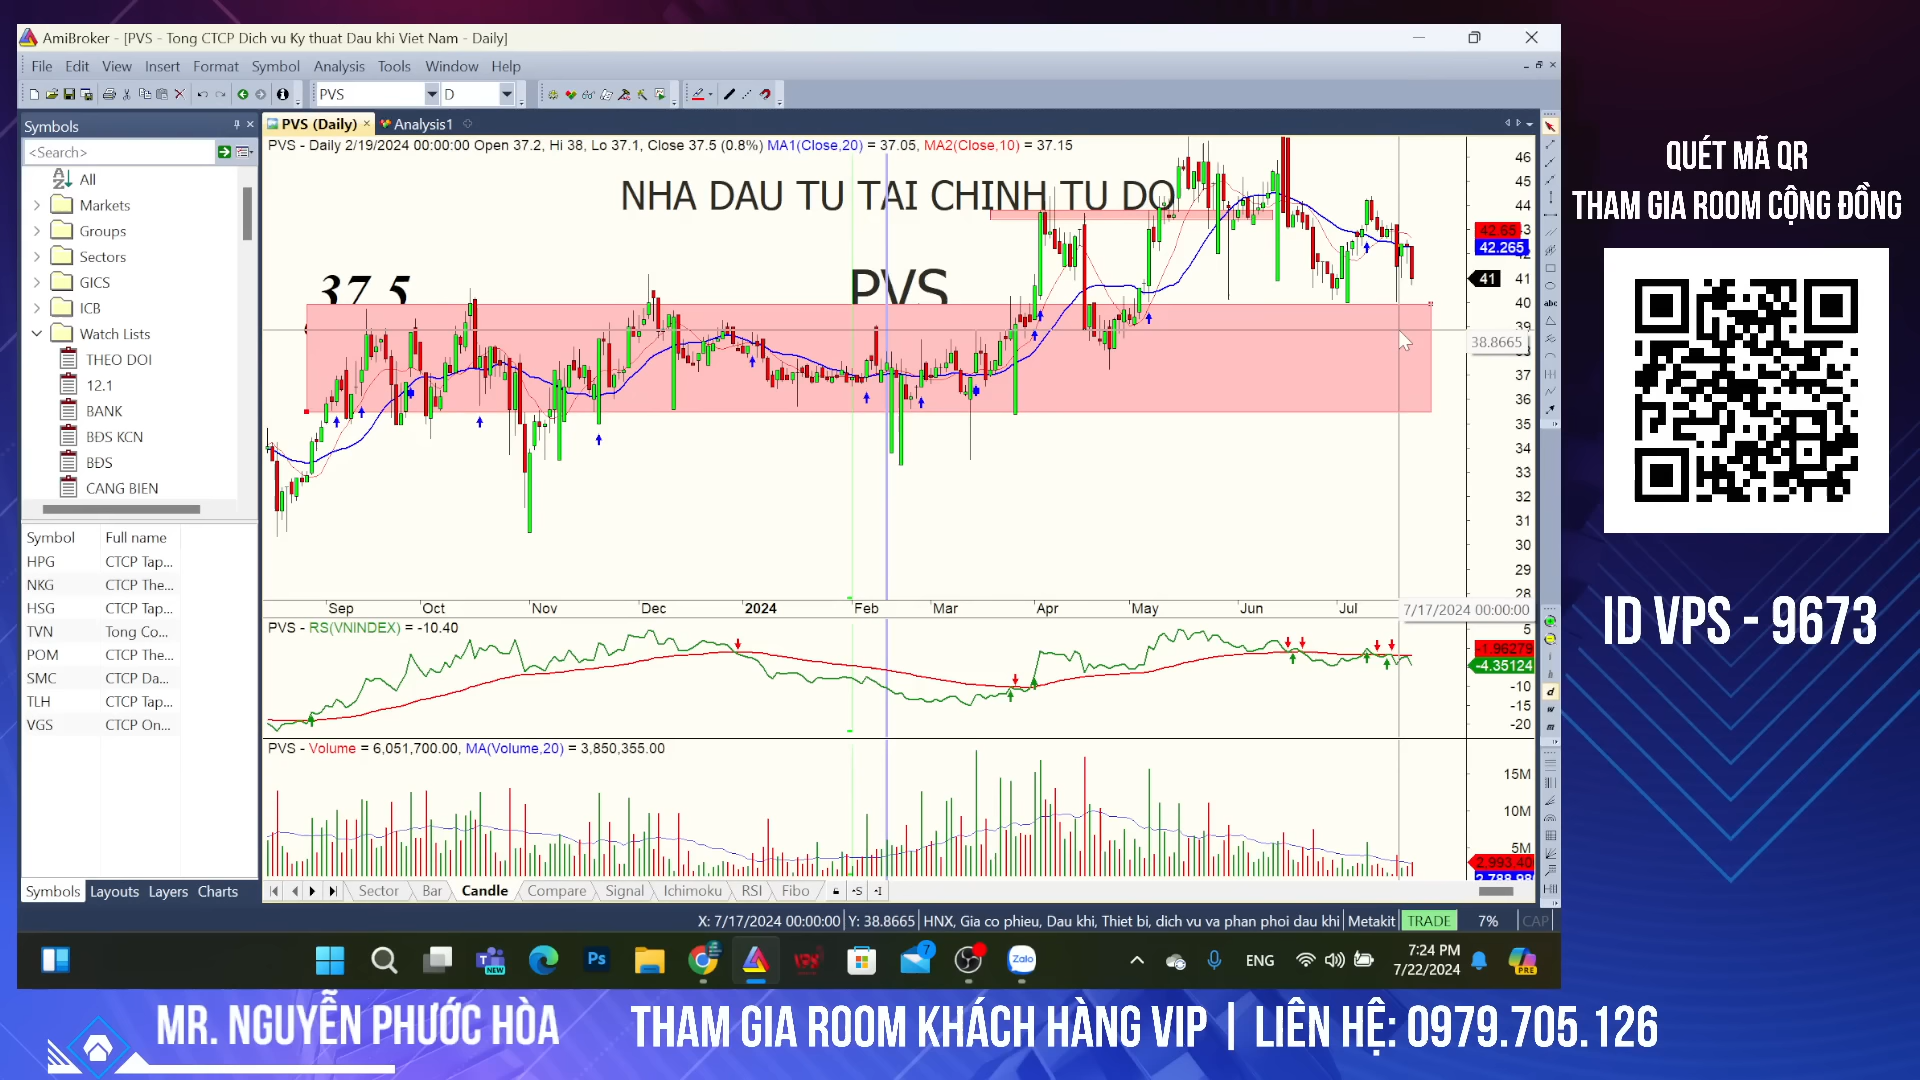 AmiBroker - [PVS - Tong CTCP Dich vu Ky thuat Dau khi Viet Nam - Daily]
File Edit View Insert Format Symbol Analysis Tools Window Help
PVS D
Symbols
<Search>
All
Markets
Groups
Sectors
GICS
ICB
Watch Lists
THEO DOI
12.1
BANK
BĐS KCN
BĐS
CANG BIEN
Symbol Full name
HPG CTCP Tap...
NKG CTCP The...
HSG CTCP Tap...
TVN Tong Co...
POM CTCP The...
SMC CTCP Da...
TLH CTCP Tap...
VGS CTCP On...
Symbols Layouts Layers Charts
PVS (Daily) Analysis1
PVS - Daily 2/19/2024 00:00:00 Open 37.2, Hi 38, Lo 37.1, Close 37.5 (0.8%) MA1(Close,20) = 37.05, MA2(Close,10) = 37.15
NHA DAU TU TAI CHINH TU DO
37.5
PVS
46
45
44
42.65
42.265
41
41
40
39
38.8665
37
36
35
34
33
32
31
30
29
28
Sep Oct Nov Dec 2024 Feb Mar Apr May Jun Jul 7/17/2024 00:00:00
PVS - RS(VNINDEX) = -10.40
5
-1.96279
-4.35124
-10
-15
-20
PVS - Volume = 6,051,700.00, MA(Volume,20) = 3,850,355.00
15M
10M
5M
2,993,40
Sector Bar Candle Compare Signal Ichimoku RSI Fibo
X: 7/17/2024 00:00:00 Y: 38.8665 HNX, Gia co phieu, Dau khi, Thiet bi, dich vu va phan phoi dau khi Metakit TRADE 7% CAP
ENG
7:24 PM
7/22/2024
QUÉT MÃ QR
THAM GIA ROOM CỘNG ĐỒNG
ID VPS - 9673
MR. NGUYỄN PHƯỚC HÒA
THAM GIA ROOM KHÁCH HÀNG VIP | LIÊN HỆ: 0979.705.126